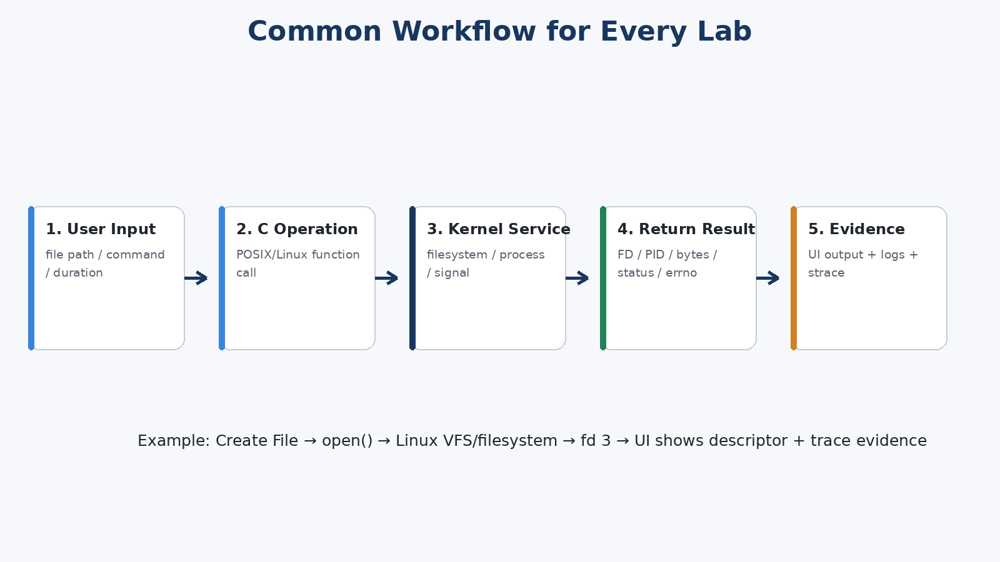 Common Workflow for Every Lab
1. User Input
file path / command
/ duration
2. C Operation
POSIX/Linux function
call
3. Kernel Service
filesystem / process
/ signal
4. Return Result
FD / PID / bytes /
status / errno
5. Evidence
UI output + logs +
strace
Example: Create File → open() → Linux VFS/filesystem → fd 3 → UI shows descriptor + trace evidence